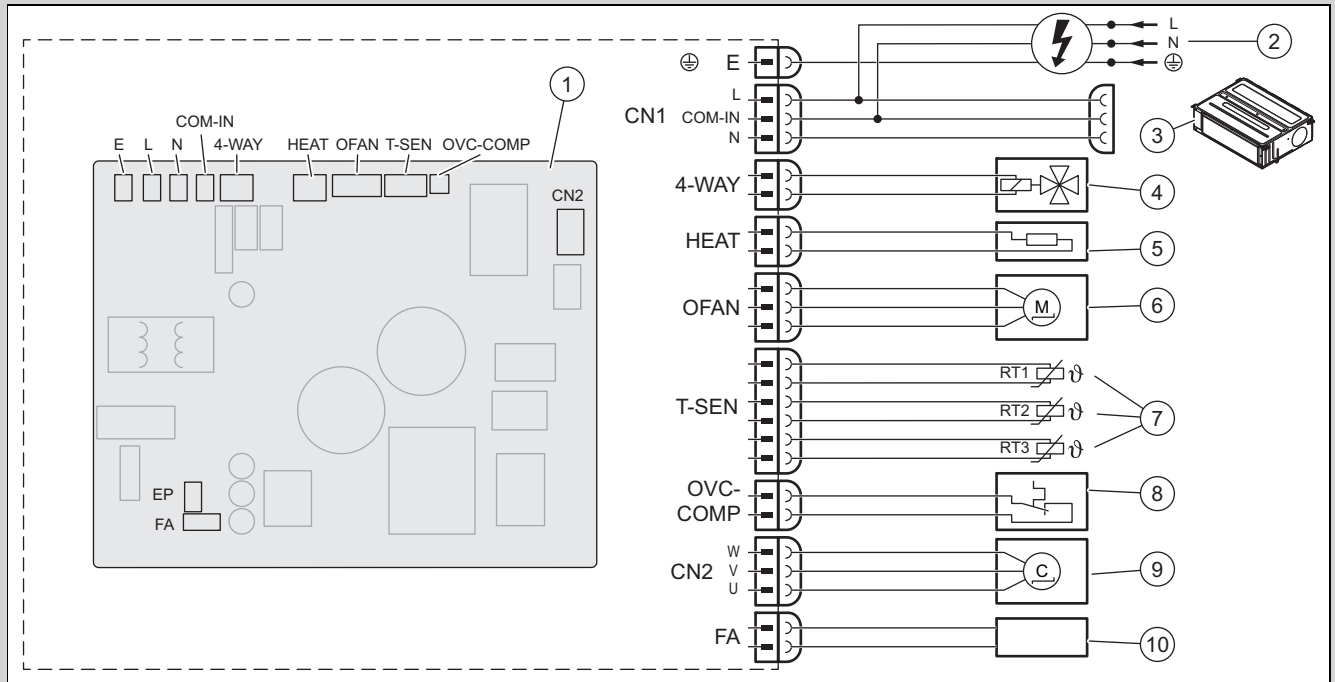 L
N
2
E
1
L
COM-IN
CN1
COM-IN
N
3
E
L
N
4-WAY
HEAT
OFAN
T-SEN
OVC-COMP
CN2
4-WAY
4
HEAT
5
OFAN
M
6
RT1
ϑ
T-SEN
RT2
ϑ
7
RT3
ϑ
EP
FA
OVC-
COMP
8
W
CN2
V
C
9
U
FA
10